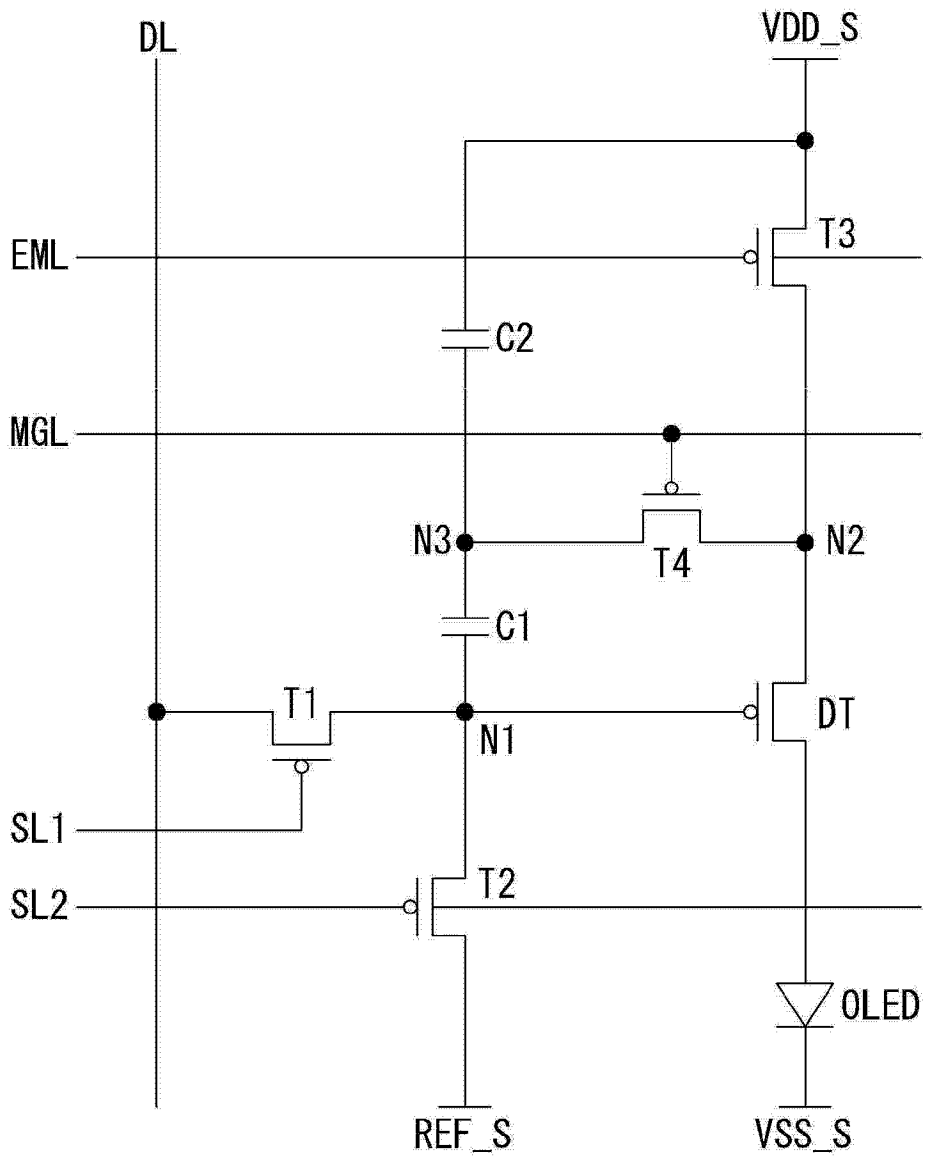 DL
VDD_S
T3
EML
C2
MGL
N3
T4
N2
C1
T1
DT
N1
SL1
T2
SL2
OLED
REF_S
VSS_S